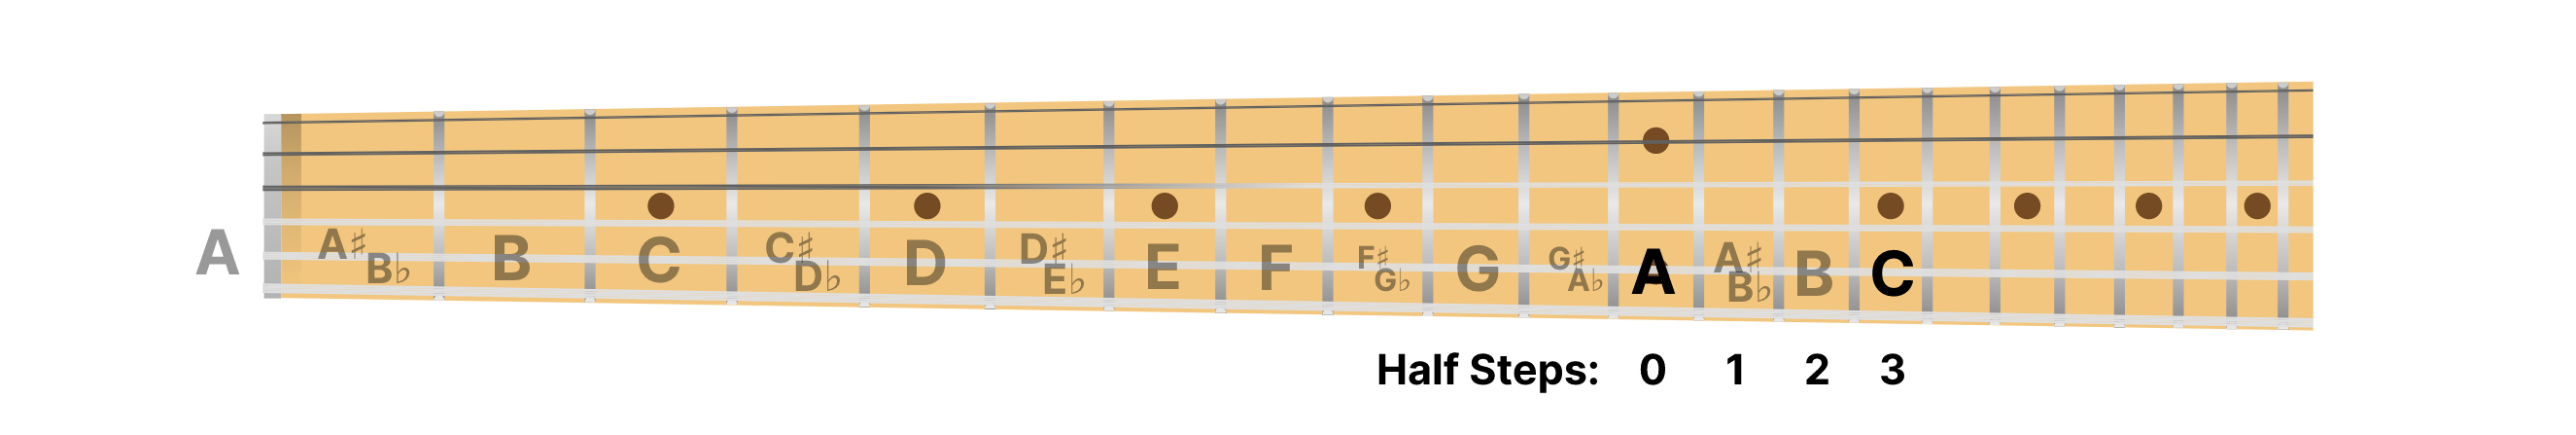 A A♯ B♭ B C C♯ D♭ D D♯ E♭ E F F♯ G♭ G G♯ A♭ A A♯ B♭ B C
Half Steps: 0 1 2 3